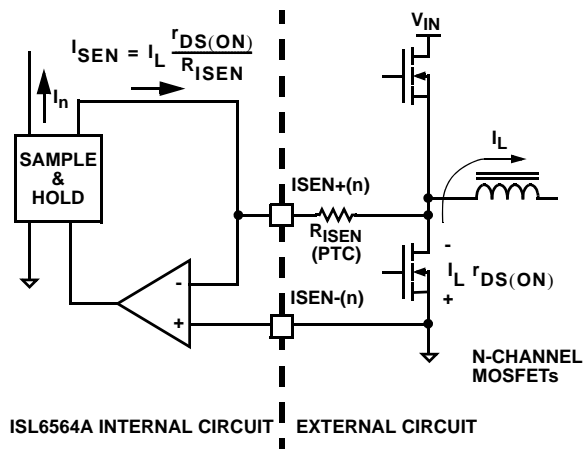 V_IN
I_SEN = I_L r_DS(ON) / R_ISEN
I_n
SAMPLE
&
HOLD
ISEN+(n)
I_L
R_ISEN
(PTC)
-
I_L r_DS(ON)
+
-
+
ISEN-(n)
N-CHANNEL
MOSFETs
ISL6564A INTERNAL CIRCUIT
EXTERNAL CIRCUIT